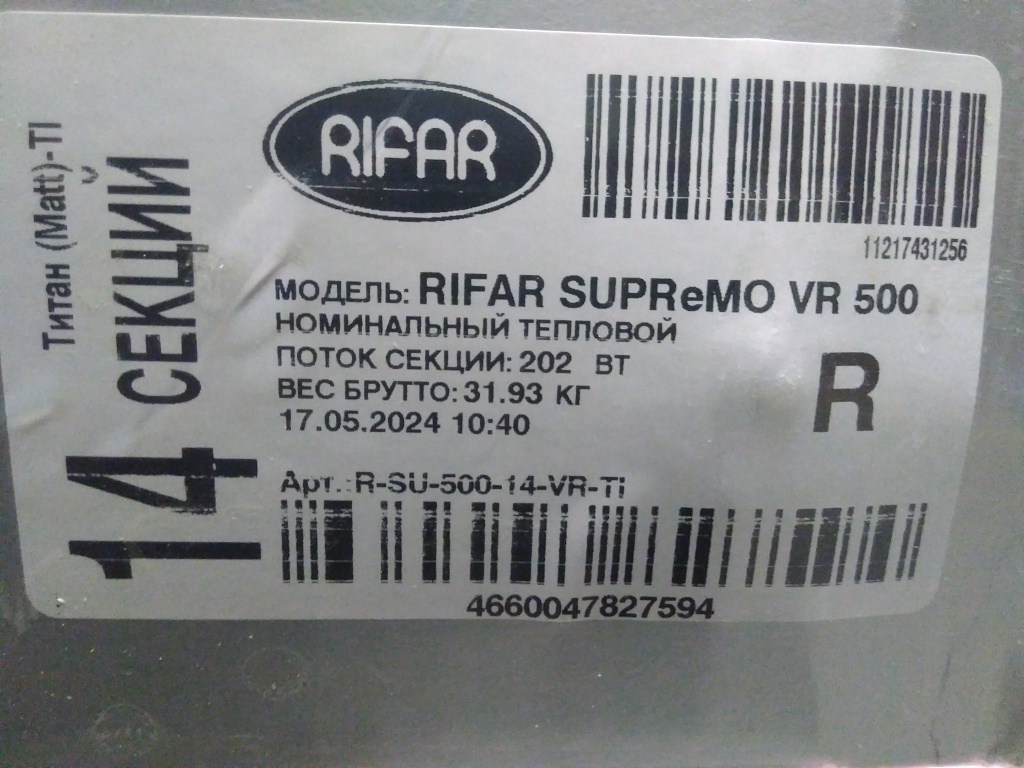 Титан (Matt)-TI
14 СЕКЦИЙ
RIFAR
11217431256
МОДЕЛЬ: RIFAR SUPReMO VR 500
НОМИНАЛЬНЫЙ ТЕПЛОВОЙ
ПОТОК СЕКЦИИ: 202 ВТ
ВЕС БРУТТО: 31.93 КГ
17.05.2024 10:40
R
Арт.: R-SU-500-14-VR-Ti
4660047827594